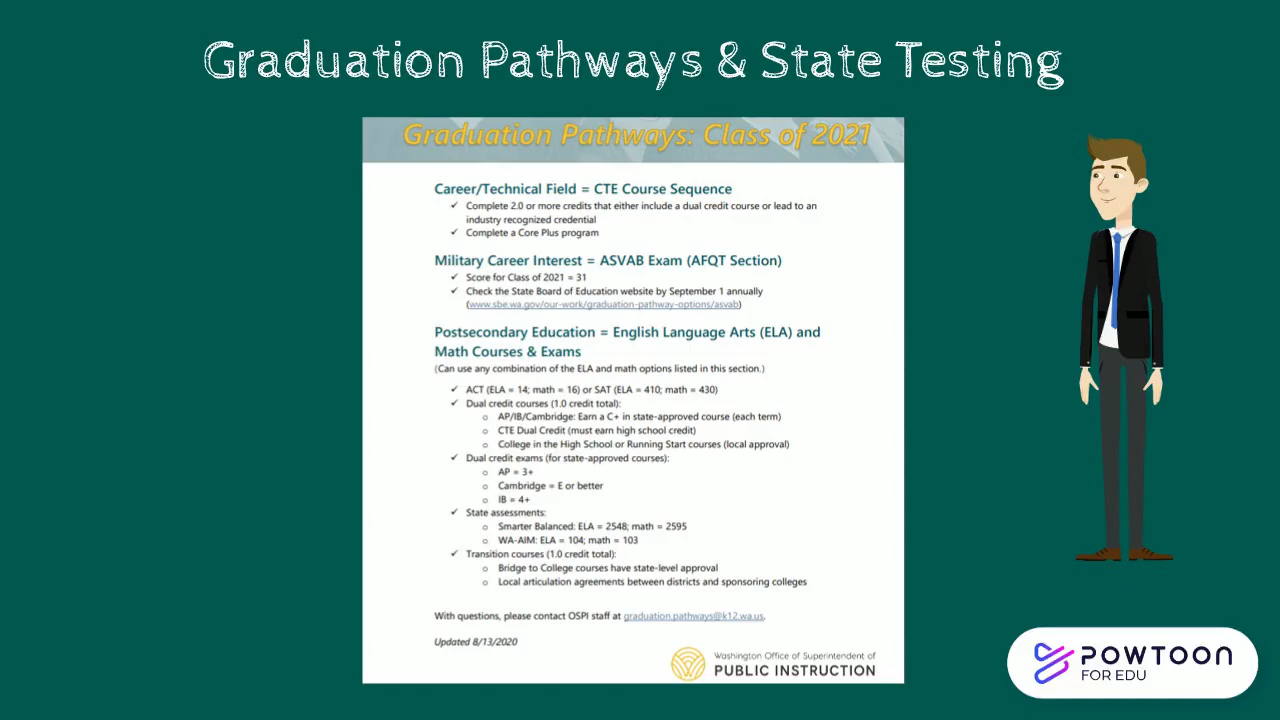 Graduation Pathways & State Testing
Graduation Pathways: Class of 2021
Career/Technical Field = CTE Course Sequence
✓ Complete 2.0 or more credits that either include a dual credit course or lead to an
industry recognized credential
✓ Complete a Core Plus program
Military Career Interest = ASVAB Exam (AFQT Section)
✓ Score for Class of 2021 = 31
✓ Check the State Board of Education website by September 1 annually
(www.sbe.wa.gov/our-work/graduation-pathway-options/asvab)
Postsecondary Education = English Language Arts (ELA) and
Math Courses & Exams
(Can use any combination of the ELA and math options listed in this section.)
✓ ACT (ELA = 14; math = 16) or SAT (ELA = 410; math = 430)
✓ Dual credit courses (1.0 credit total):
o AP/IB/Cambridge: Earn a C+ in state-approved course (each term)
o CTE Dual Credit (must earn high school credit)
o College in the High School or Running Start courses (local approval)
✓ Dual credit exams (for state-approved courses):
o AP = 3+
o Cambridge = E or better
o IB = 4+
✓ State assessments:
o Smarter Balanced: ELA = 2548; math = 2595
o WA-AIM: ELA = 104; math = 103
✓ Transition courses (1.0 credit total):
o Bridge to College courses have state-level approval
o Local articulation agreements between districts and sponsoring colleges
With questions, please contact OSPI staff at graduation.pathways@k12.wa.us.
Updated 8/13/2020
Washington Office of Superintendent of
PUBLIC INSTRUCTION
POWTOON
FOR EDU